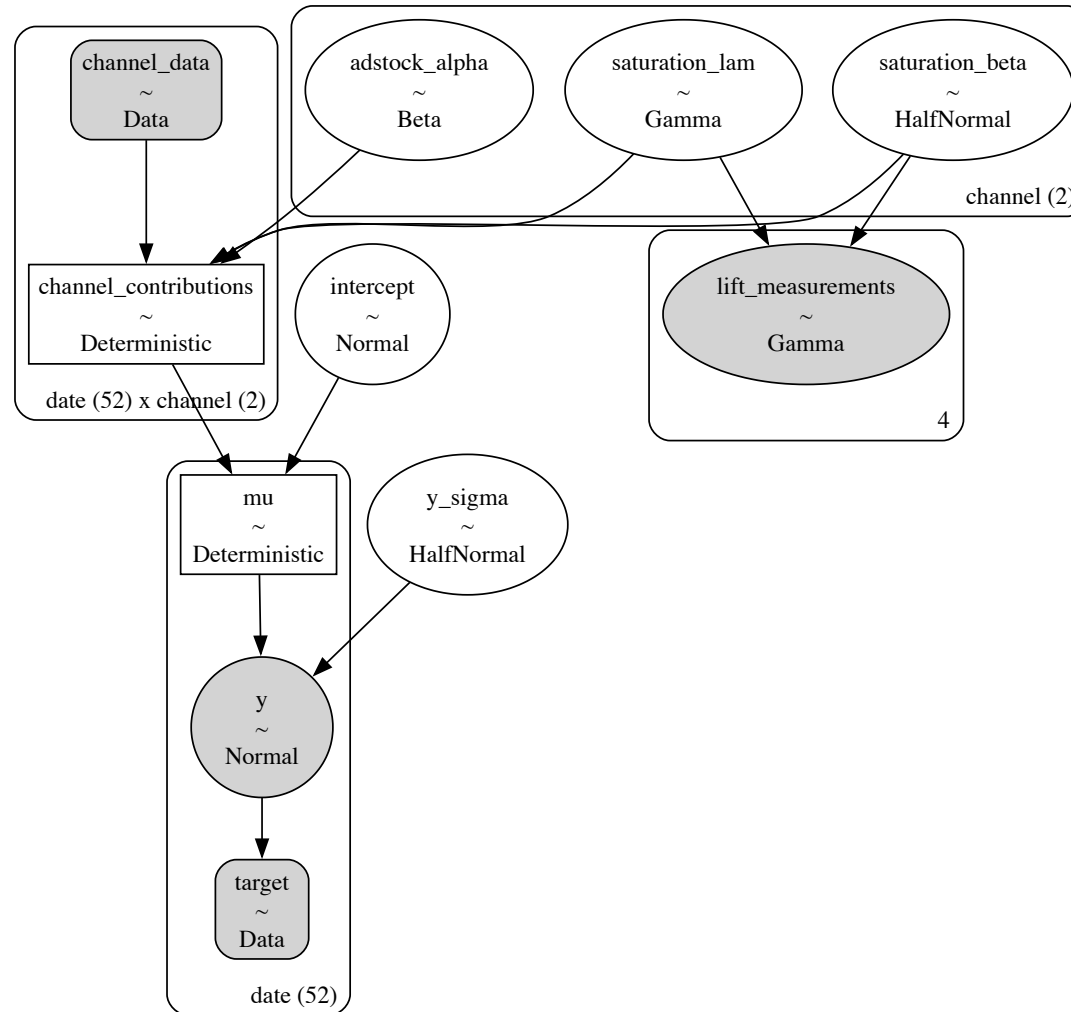 channel_data
~
Data
adstock_alpha
~
Beta
saturation_lam
~
Gamma
saturation_beta
~
HalfNormal
channel (2)
channel_contributions
~
Deterministic
date (52) x channel (2)
intercept
~
Normal
lift_measurements
~
Gamma
4
mu
~
Deterministic
y_sigma
~
HalfNormal
y
~
Normal
target
~
Data
date (52)